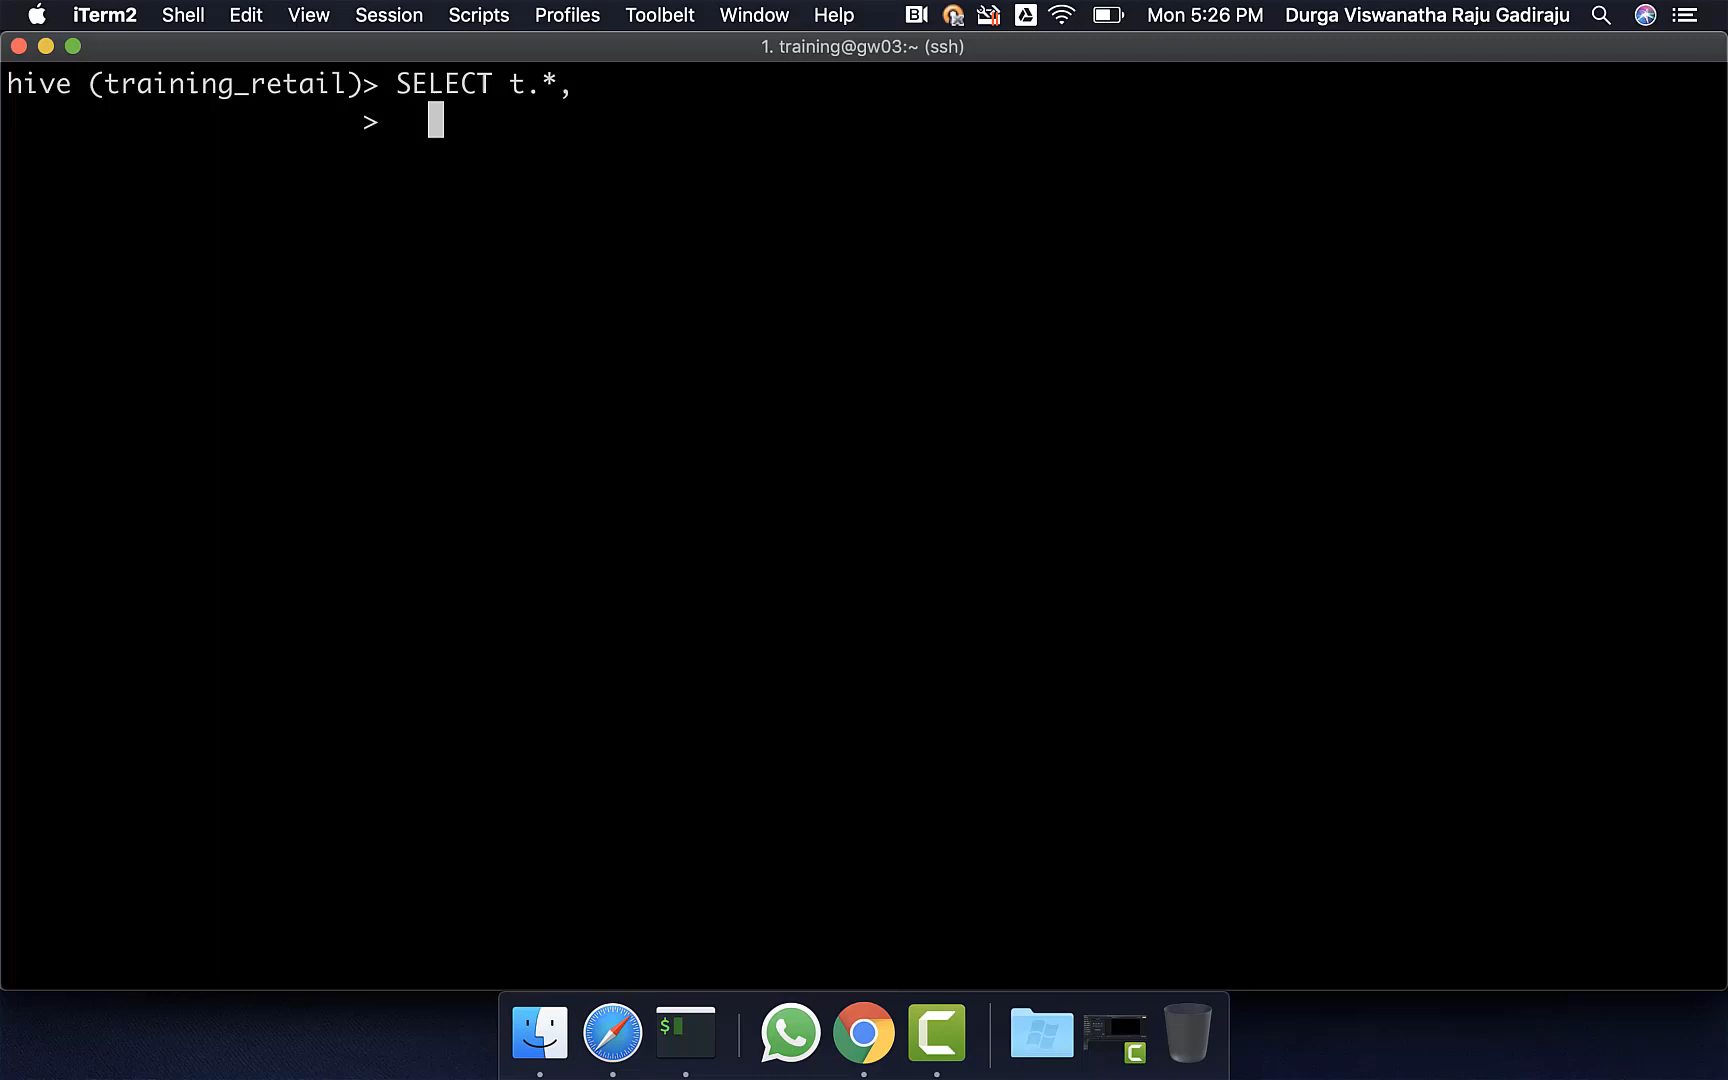 iTerm2 Shell Edit View Session Scripts Profiles Toolbelt Window Help Mon 5:26 PM Durga Viswanatha Raju Gadiraju
1. training@gw03:~ (ssh)
hive (training_retail)> SELECT t.*,
>
$